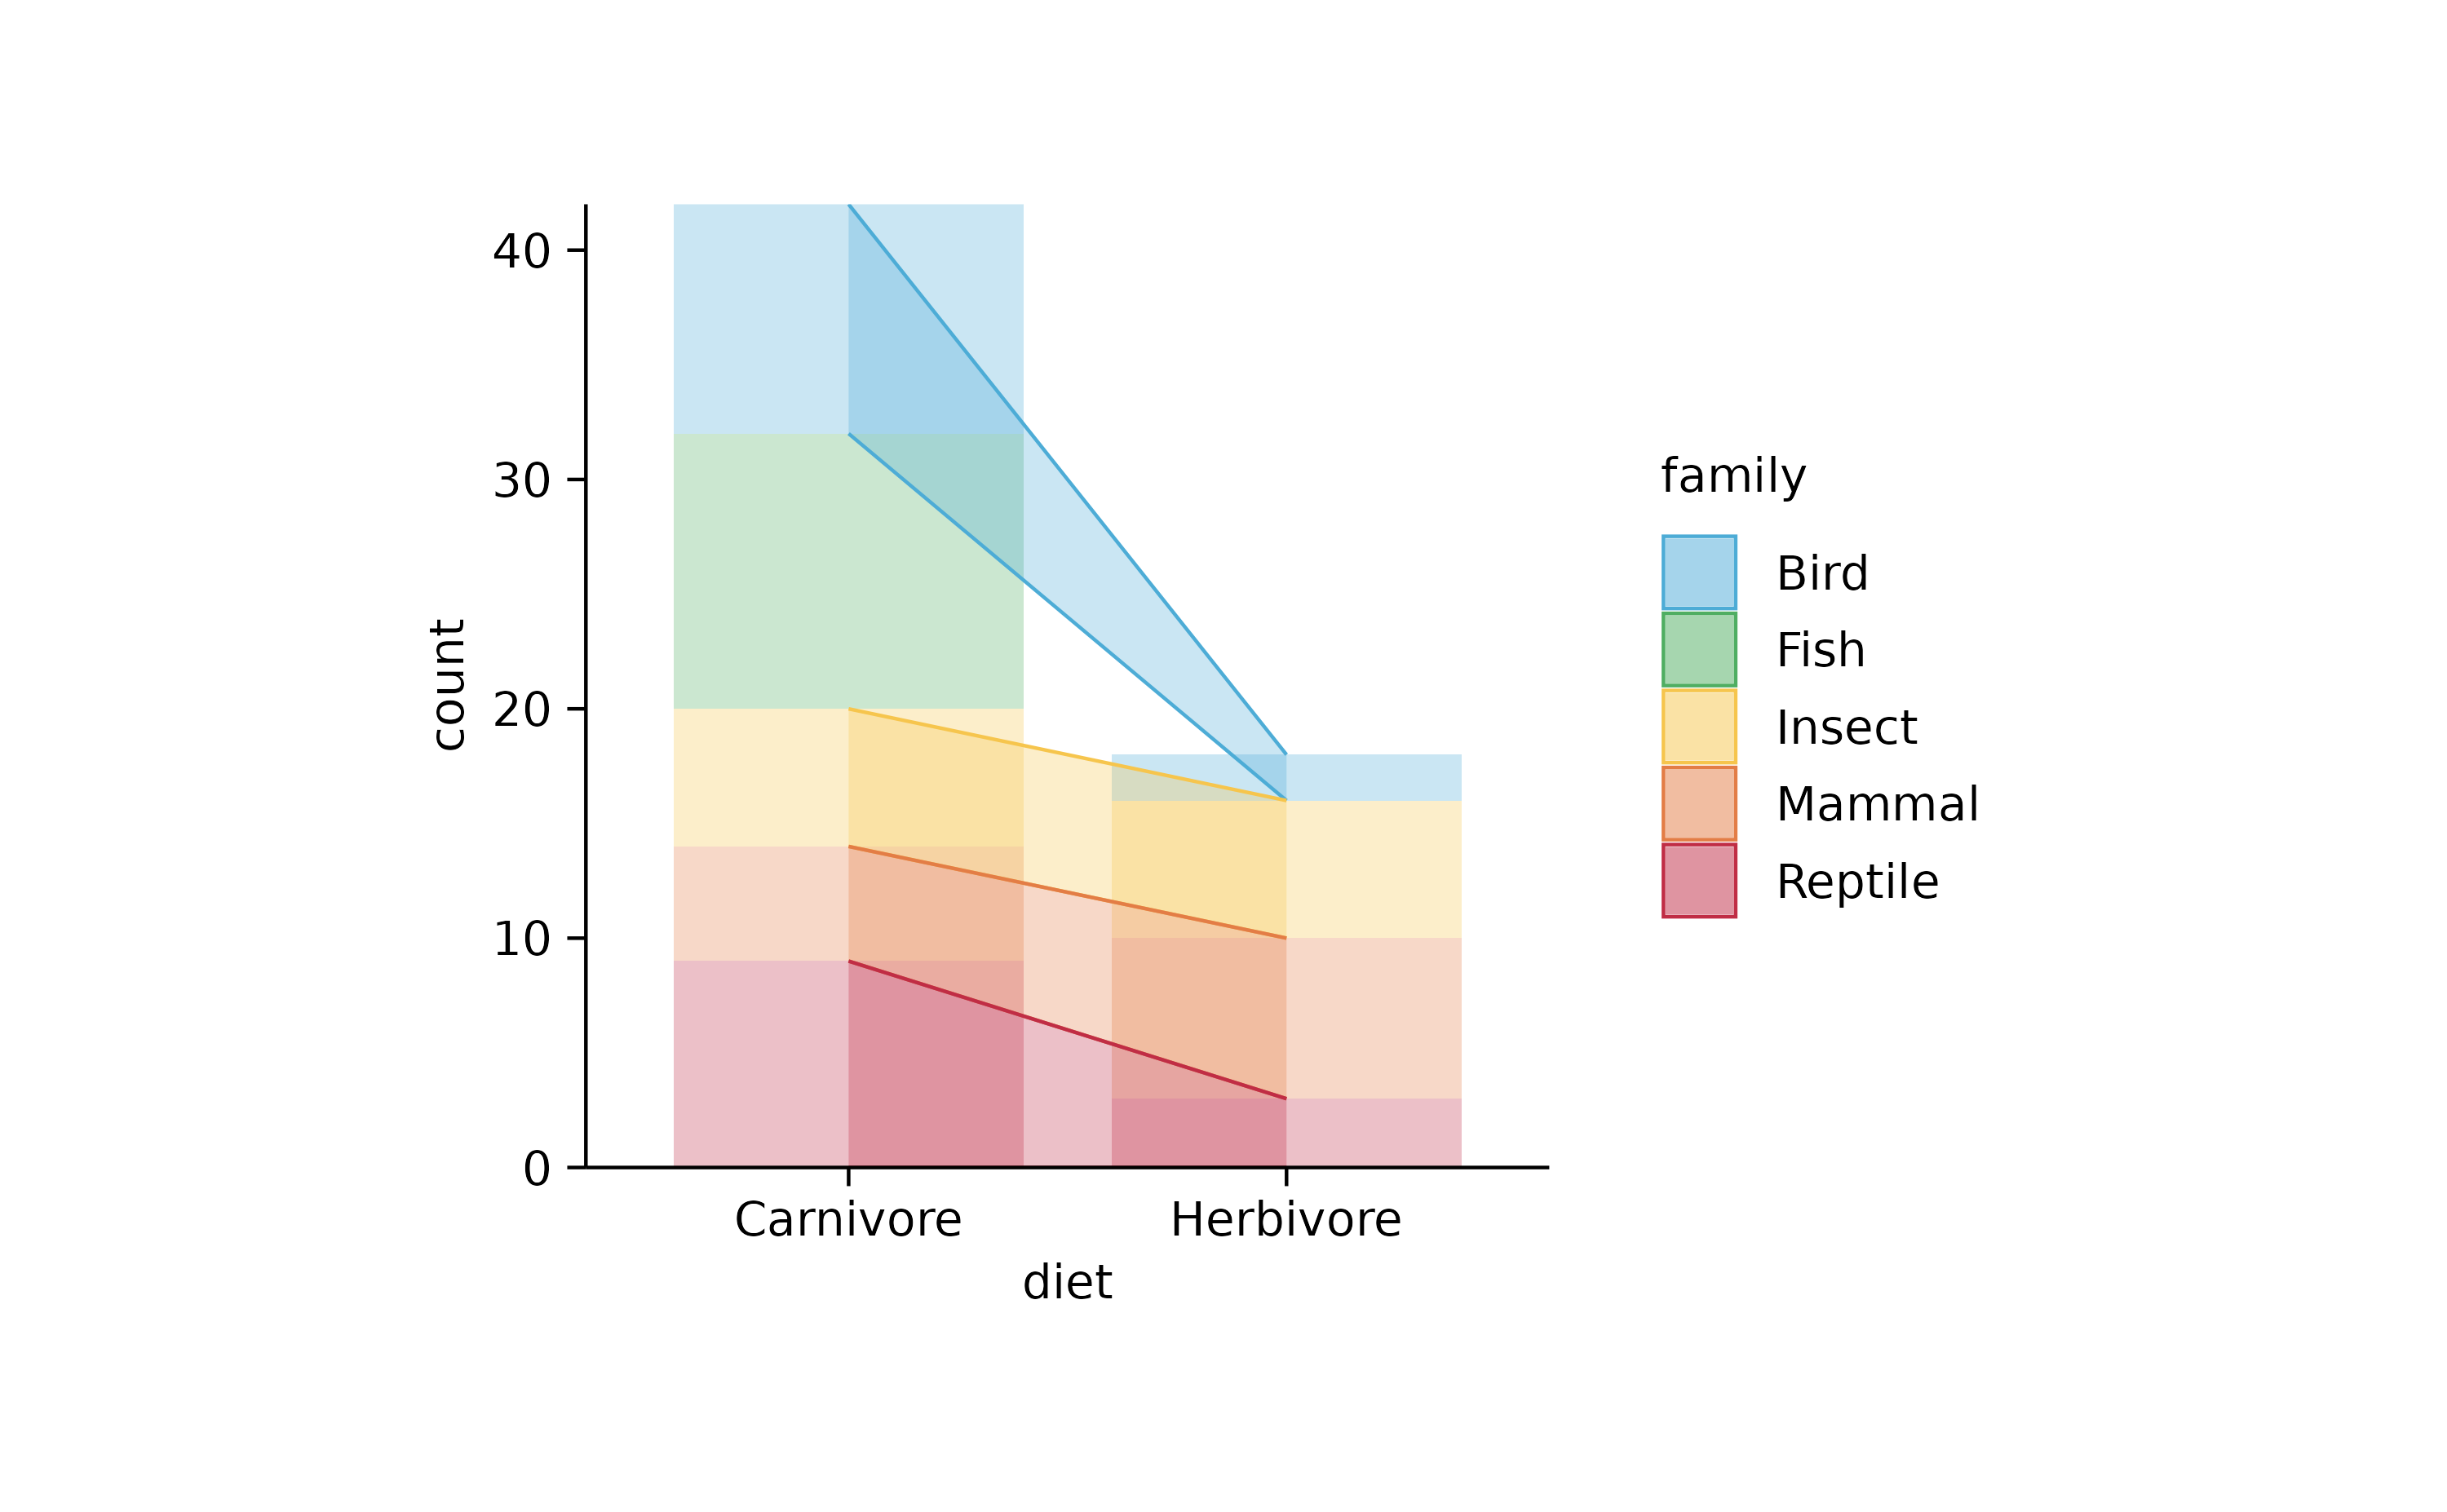 40
30
20
10
0
count
Carnivore
Herbivore
diet
family
Bird
Fish
Insect
Mammal
Reptile